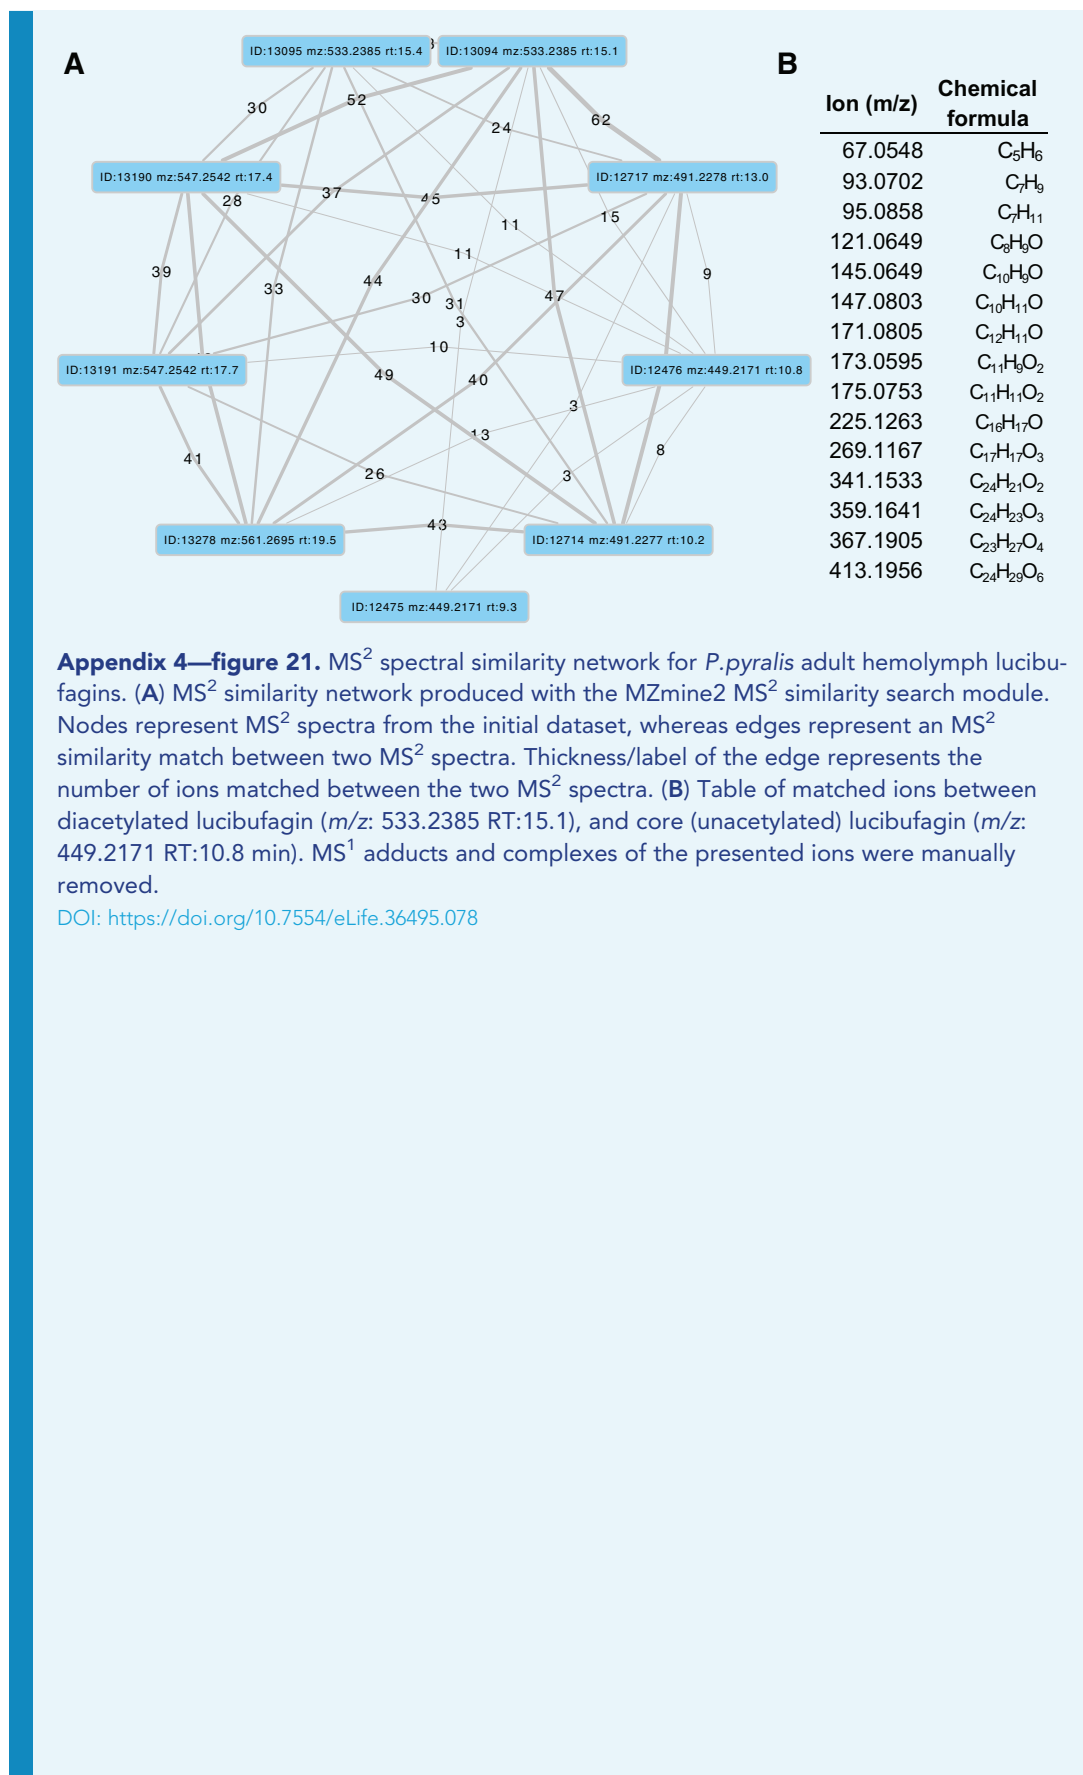 A
B
ID:13095 mz:533.2385 rt:15.4
ID:13094 mz:533.2385 rt:15.1
30
52
24
62
ID:13190 mz:547.2542 rt:17.4
ID:12717 mz:491.2278 rt:13.0
28
37
45
11
15
11
39
33
44
30
31
3
47
9
10
ID:13191 mz:547.2542 rt:17.7
ID:12476 mz:449.2171 rt:10.8
49
40
3
13
41
26
3
8
43
ID:13278 mz:561.2695 rt:19.5
ID:12714 mz:491.2277 rt:10.2
ID:12475 mz:449.2171 rt:9.3
Ion (m/z) Chemical
formula
67.0548 C₅H₆
93.0702 C₇H₉
95.0858 C₇H₁₁
121.0649 C₈H₉O
145.0649 C₁₀H₉O
147.0803 C₁₀H₁₁O
171.0805 C₁₂H₁₁O
173.0595 C₁₁H₉O₂
175.0753 C₁₁H₁₁O₂
225.1263 C₁₆H₁₇O
269.1167 C₁₇H₁₇O₃
341.1533 C₂₄H₂₁O₂
359.1641 C₂₄H₂₃O₃
367.1905 C₂₃H₂₇O₄
413.1956 C₂₄H₂₉O₆
Appendix 4—figure 21. MS² spectral similarity network for P.pyralis adult hemolymph lucibu-
fagins. (A) MS² similarity network produced with the MZmine2 MS² similarity search module.
Nodes represent MS² spectra from the initial dataset, whereas edges represent an MS²
similarity match between two MS² spectra. Thickness/label of the edge represents the
number of ions matched between the two MS² spectra. (B) Table of matched ions between
diacetylated lucibufagin (m/z: 533.2385 RT:15.1), and core (unacetylated) lucibufagin (m/z:
449.2171 RT:10.8 min). MS¹ adducts and complexes of the presented ions were manually
removed.
DOI: https://doi.org/10.7554/eLife.36495.078